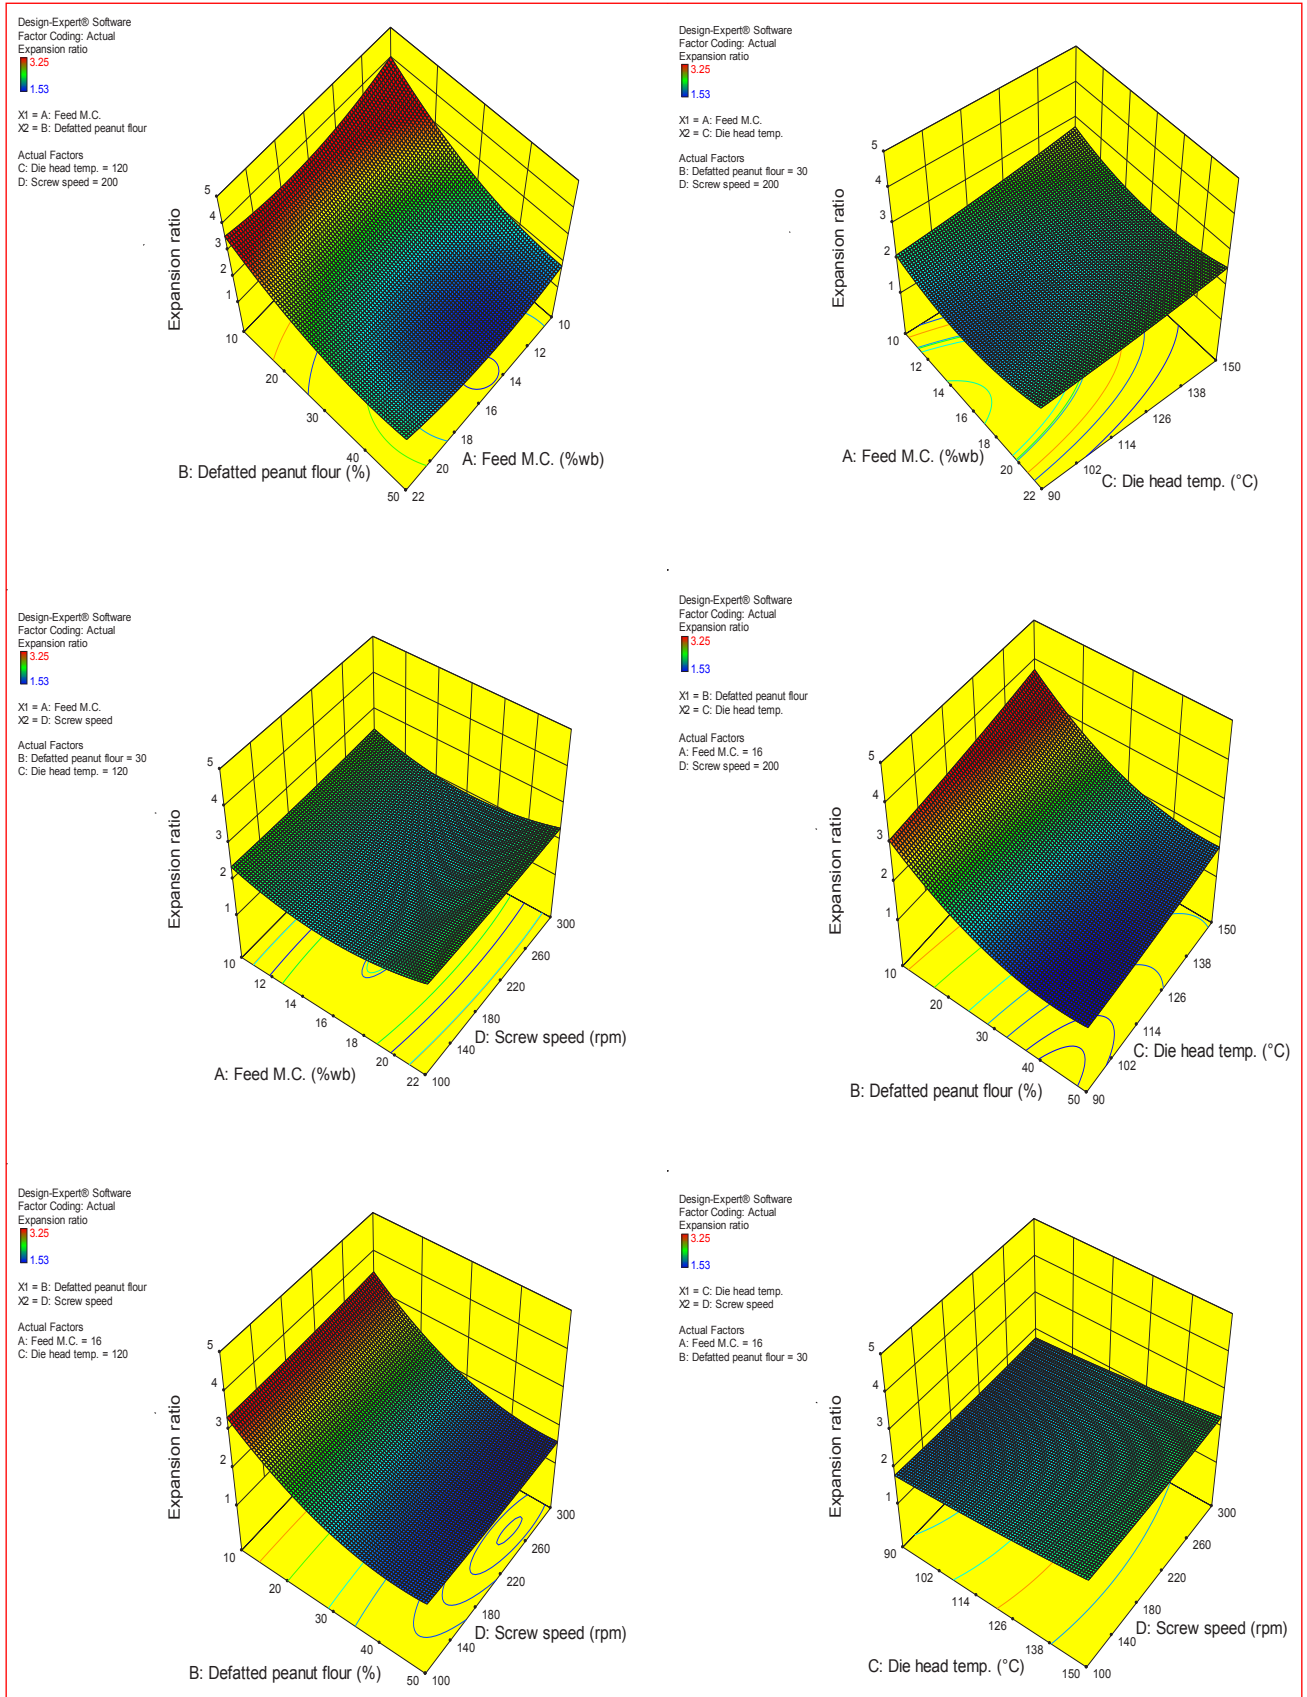 Design-Expert® Software
Factor Coding: Actual
Expansion ratio
3.25
1.53
X1 = A: Feed M.C.
X2 = B: Defatted peanut flour
Actual Factors
C: Die head temp. = 120
D: Screw speed = 200
5
4
3
2
1
Expansion ratio
10
20
30
40
50
22
20
18
16
14
12
10
B: Defatted peanut flour (%)
A: Feed M.C. (%wb)
Design-Expert® Software
Factor Coding: Actual
Expansion ratio
3.25
1.53
X1 = A: Feed M.C.
X2 = C: Die head temp.
Actual Factors
B: Defatted peanut flour = 30
D: Screw speed = 200
5
4
3
2
1
Expansion ratio
10
12
14
16
18
20
22
90
102
114
126
138
150
A: Feed M.C. (%wb)
C: Die head temp. (°C)
Design-Expert® Software
Factor Coding: Actual
Expansion ratio
3.25
1.53
X1 = A: Feed M.C.
X2 = D: Screw speed
Actual Factors
B: Defatted peanut flour = 30
C: Die head temp. = 120
5
4
3
2
1
Expansion ratio
10
12
14
16
18
20
22
100
140
180
220
260
300
A: Feed M.C. (%wb)
D: Screw speed (rpm)
Design-Expert® Software
Factor Coding: Actual
Expansion ratio
3.25
1.53
X1 = B: Defatted peanut flour
X2 = C: Die head temp.
Actual Factors
A: Feed M.C. = 16
D: Screw speed = 200
5
4
3
2
1
Expansion ratio
10
20
30
40
50
90
102
114
126
138
150
B: Defatted peanut flour (%)
C: Die head temp. (°C)
Design-Expert® Software
Factor Coding: Actual
Expansion ratio
3.25
1.53
X1 = B: Defatted peanut flour
X2 = D: Screw speed
Actual Factors
A: Feed M.C. = 16
C: Die head temp. = 120
5
4
3
2
1
Expansion ratio
10
20
30
40
50
100
140
180
220
260
300
B: Defatted peanut flour (%)
D: Screw speed (rpm)
Design-Expert® Software
Factor Coding: Actual
Expansion ratio
3.25
1.53
X1 = C: Die head temp.
X2 = D: Screw speed
Actual Factors
A: Feed M.C. = 16
B: Defatted peanut flour = 30
5
4
3
2
1
Expansion ratio
90
102
114
126
138
150
100
140
180
220
260
300
C: Die head temp. (°C)
D: Screw speed (rpm)